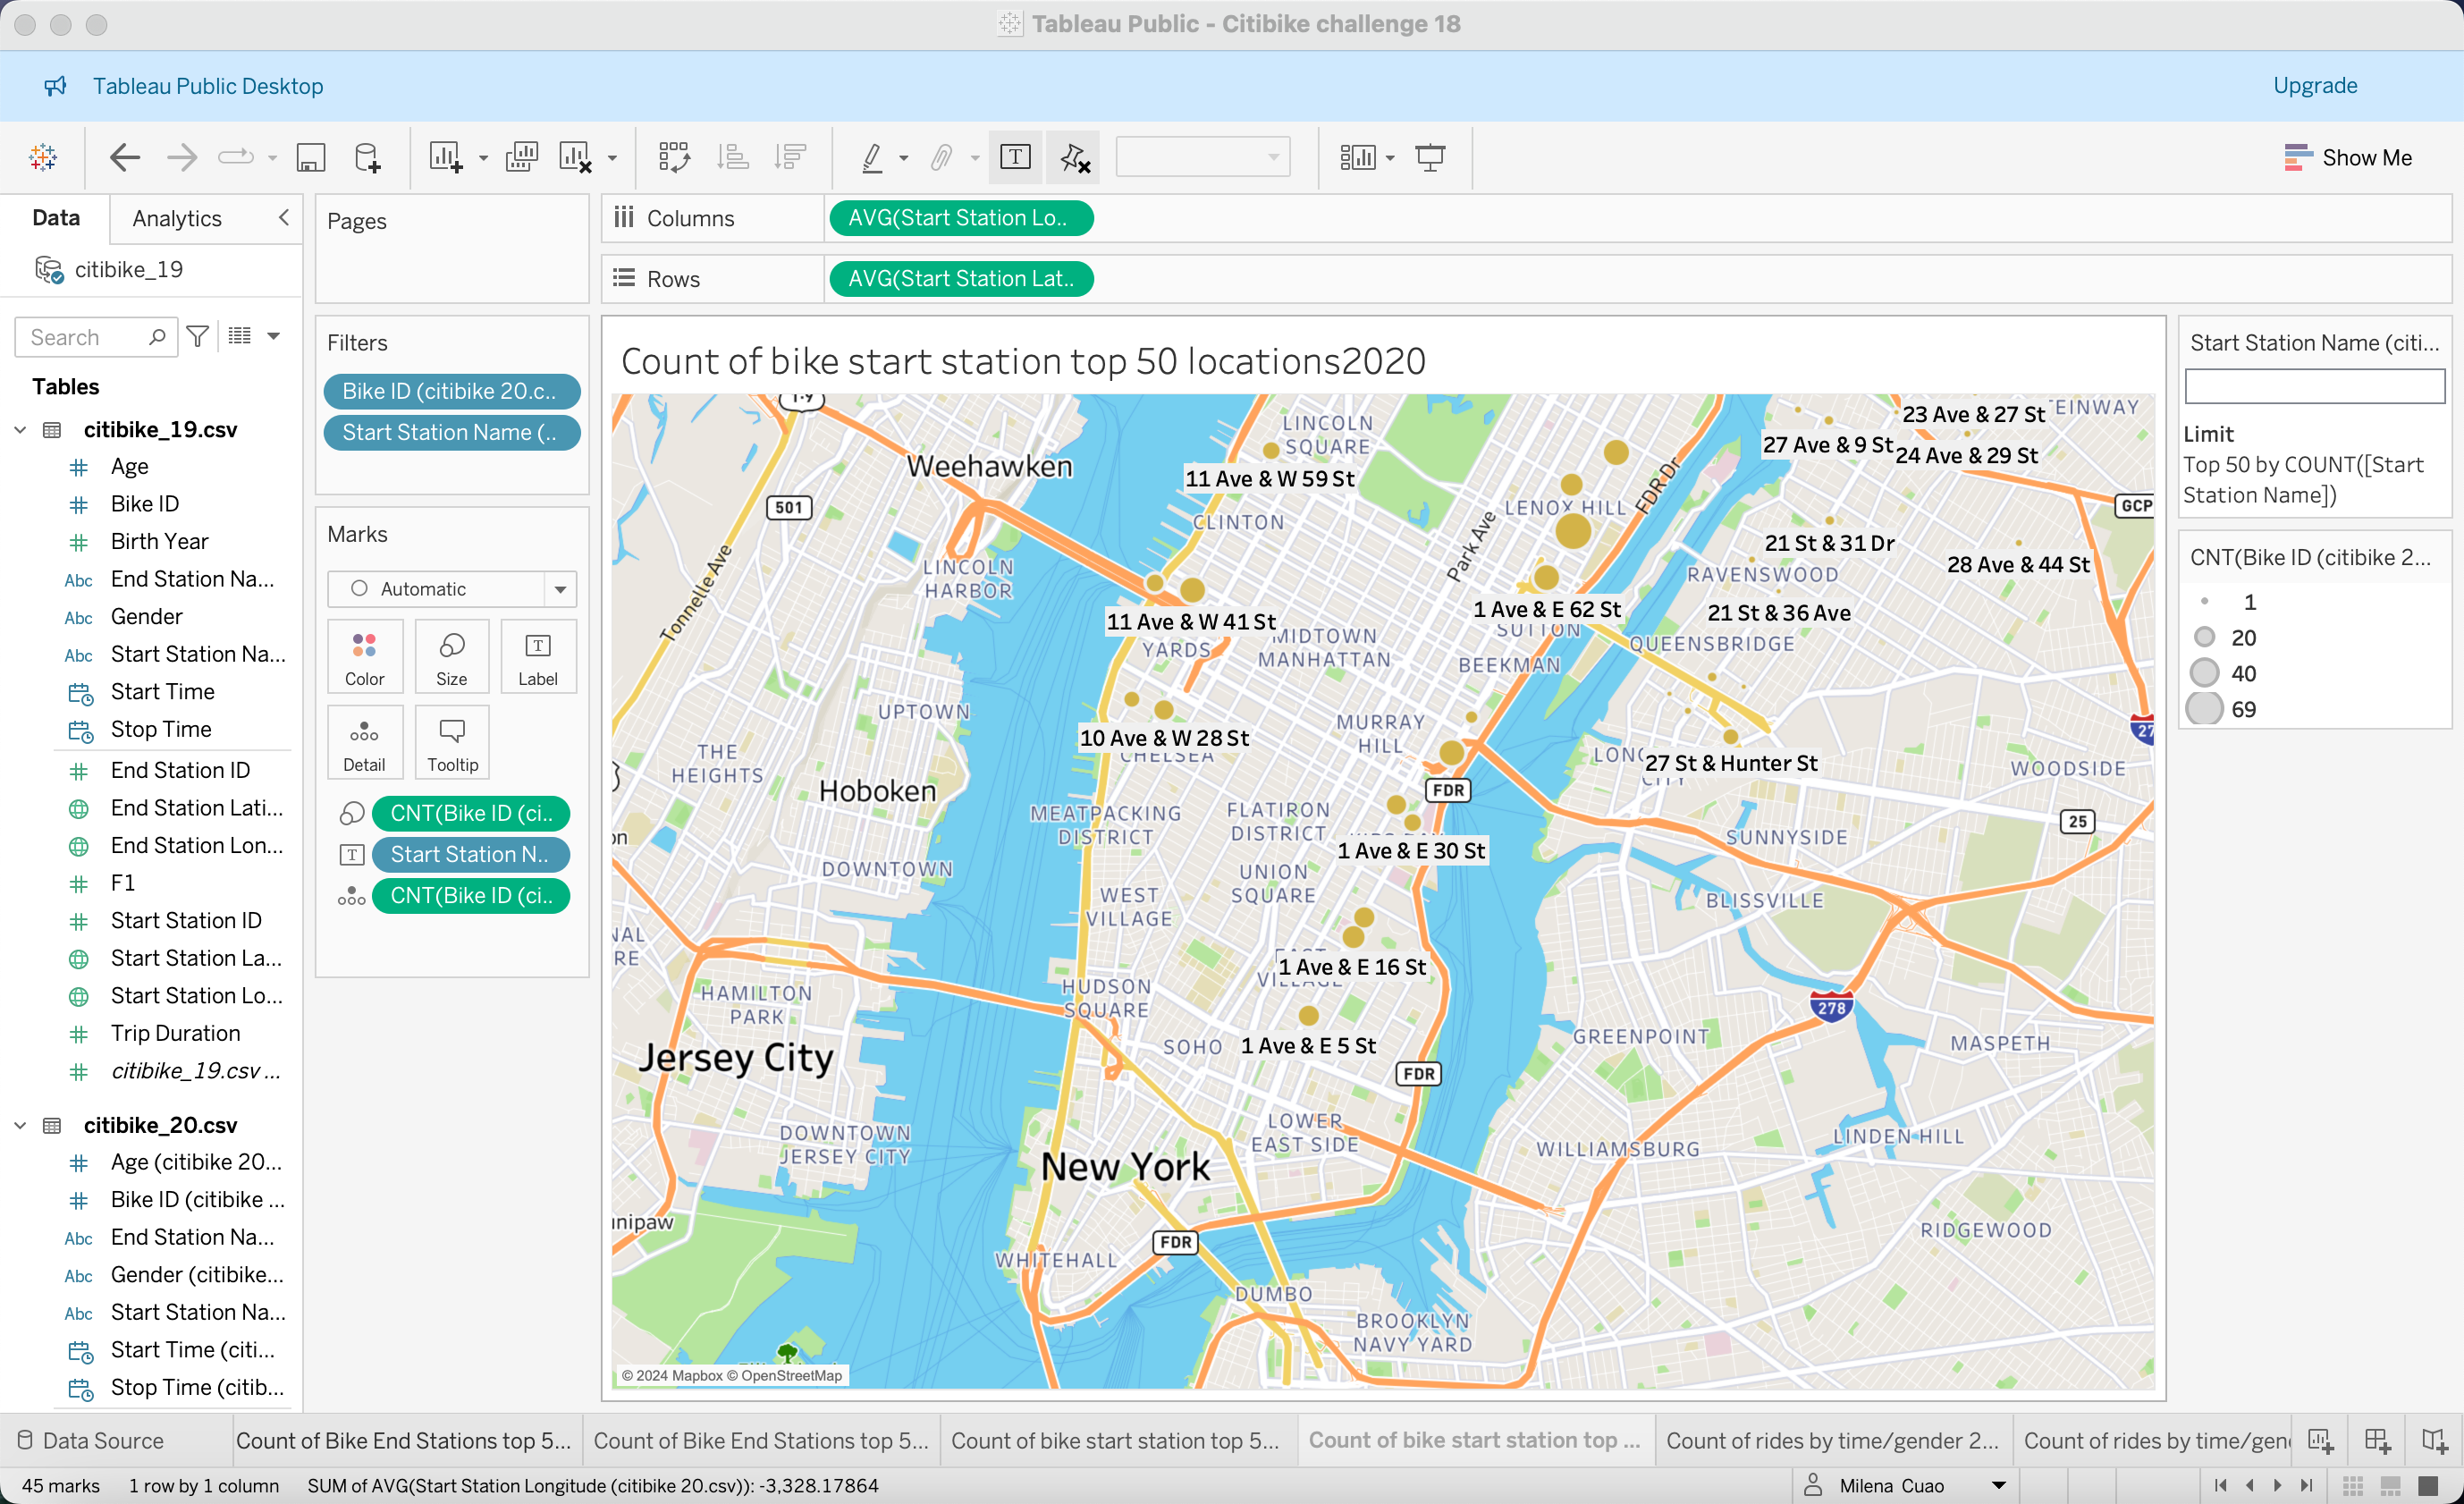 Tableau Public - Citibike challenge 18
Tableau Public Desktop
Upgrade
Show Me
Data
Analytics
citibike_19
Search
Tables
citibike_19.csv
Age
Bike ID
Birth Year
Abc End Station Na...
Abc Gender
Abc Start Station Na...
Start Time
Stop Time
End Station ID
End Station Lati...
End Station Lon...
F1
Start Station ID
Start Station La...
Start Station Lo...
Trip Duration
citibike_19.csv ...
citibike_20.csv
Age (citibike 20...
Bike ID (citibike ...
Abc End Station Na...
Abc Gender (citibike...
Abc Start Station Na...
Start Time (citi...
Stop Time (citib...
Pages
Filters
Bike ID (citibike 20.c..
Start Station Name (..
Marks
Automatic
Color
Size
Label
Detail
Tooltip
CNT(Bike ID (ci..
Start Station N..
CNT(Bike ID (ci..
Columns
AVG(Start Station Lo..
Rows
AVG(Start Station Lat..
Count of bike start station top 50 locations2020
1-9
LINCOLN
SQUARE
23 Ave & 27 St
EINWAY
27 Ave & 9 St
24 Ave & 29 St
Weehawken
11 Ave & W 59 St
501
LENOX HILL
FDR Dr
GCP
CLINTON
Park Ave
21 St & 31 Dr
28 Ave & 44 St
Tonnelle Ave
LINCOLN
HARBOR
RAVENSWOOD
11 Ave & W 41 St
1 Ave & E 62 St
21 St & 36 Ave
SUTTON
MIDTOWN
MANHATTAN
YARDS
QUEENSBRIDGE
BEEKMAN
UPTOWN
MURRAY
HILL
10 Ave & W 28 St
CHELSEA
THE
HEIGHTS
27
LONG
CITY
27 St & Hunter St
WOODSIDE
Hoboken
FDR
MEATPACKING
DISTRICT
FLATIRON
DISTRICT
25
on
SUNNYSIDE
1 Ave & E 30 St
DOWNTOWN
UNION
SQUARE
WEST
VILLAGE
BLISSVILLE
NAL
RE
EAST
VILLAGE
1 Ave & E 16 St
HAMILTON
PARK
HUDSON
SQUARE
278
GREENPOINT
MASPETH
Jersey City
SOHO
1 Ave & E 5 St
FDR
LOWER
EAST SIDE
DOWNTOWN
JERSEY CITY
WILLIAMSBURG
LINDEN HILL
New York
unipaw
RIDGEWOOD
FDR
WHITEHALL
DUMBO
BROOKLYN
NAVY YARD
© 2024 Mapbox © OpenStreetMap
Start Station Name (citi...
Limit
Top 50 by COUNT([Start
Station Name])
CNT(Bike ID (citibike 2...
1
20
40
69
Data Source
Count of Bike End Stations top 5...
Count of Bike End Stations top 5...
Count of bike start station top 5...
Count of bike start station top ...
Count of rides by time/gender 2...
Count of rides by time/gen
45 marks
1 row by 1 column
SUM of AVG(Start Station Longitude (citibike 20.csv)): -3,328.17864
Milena Cuao